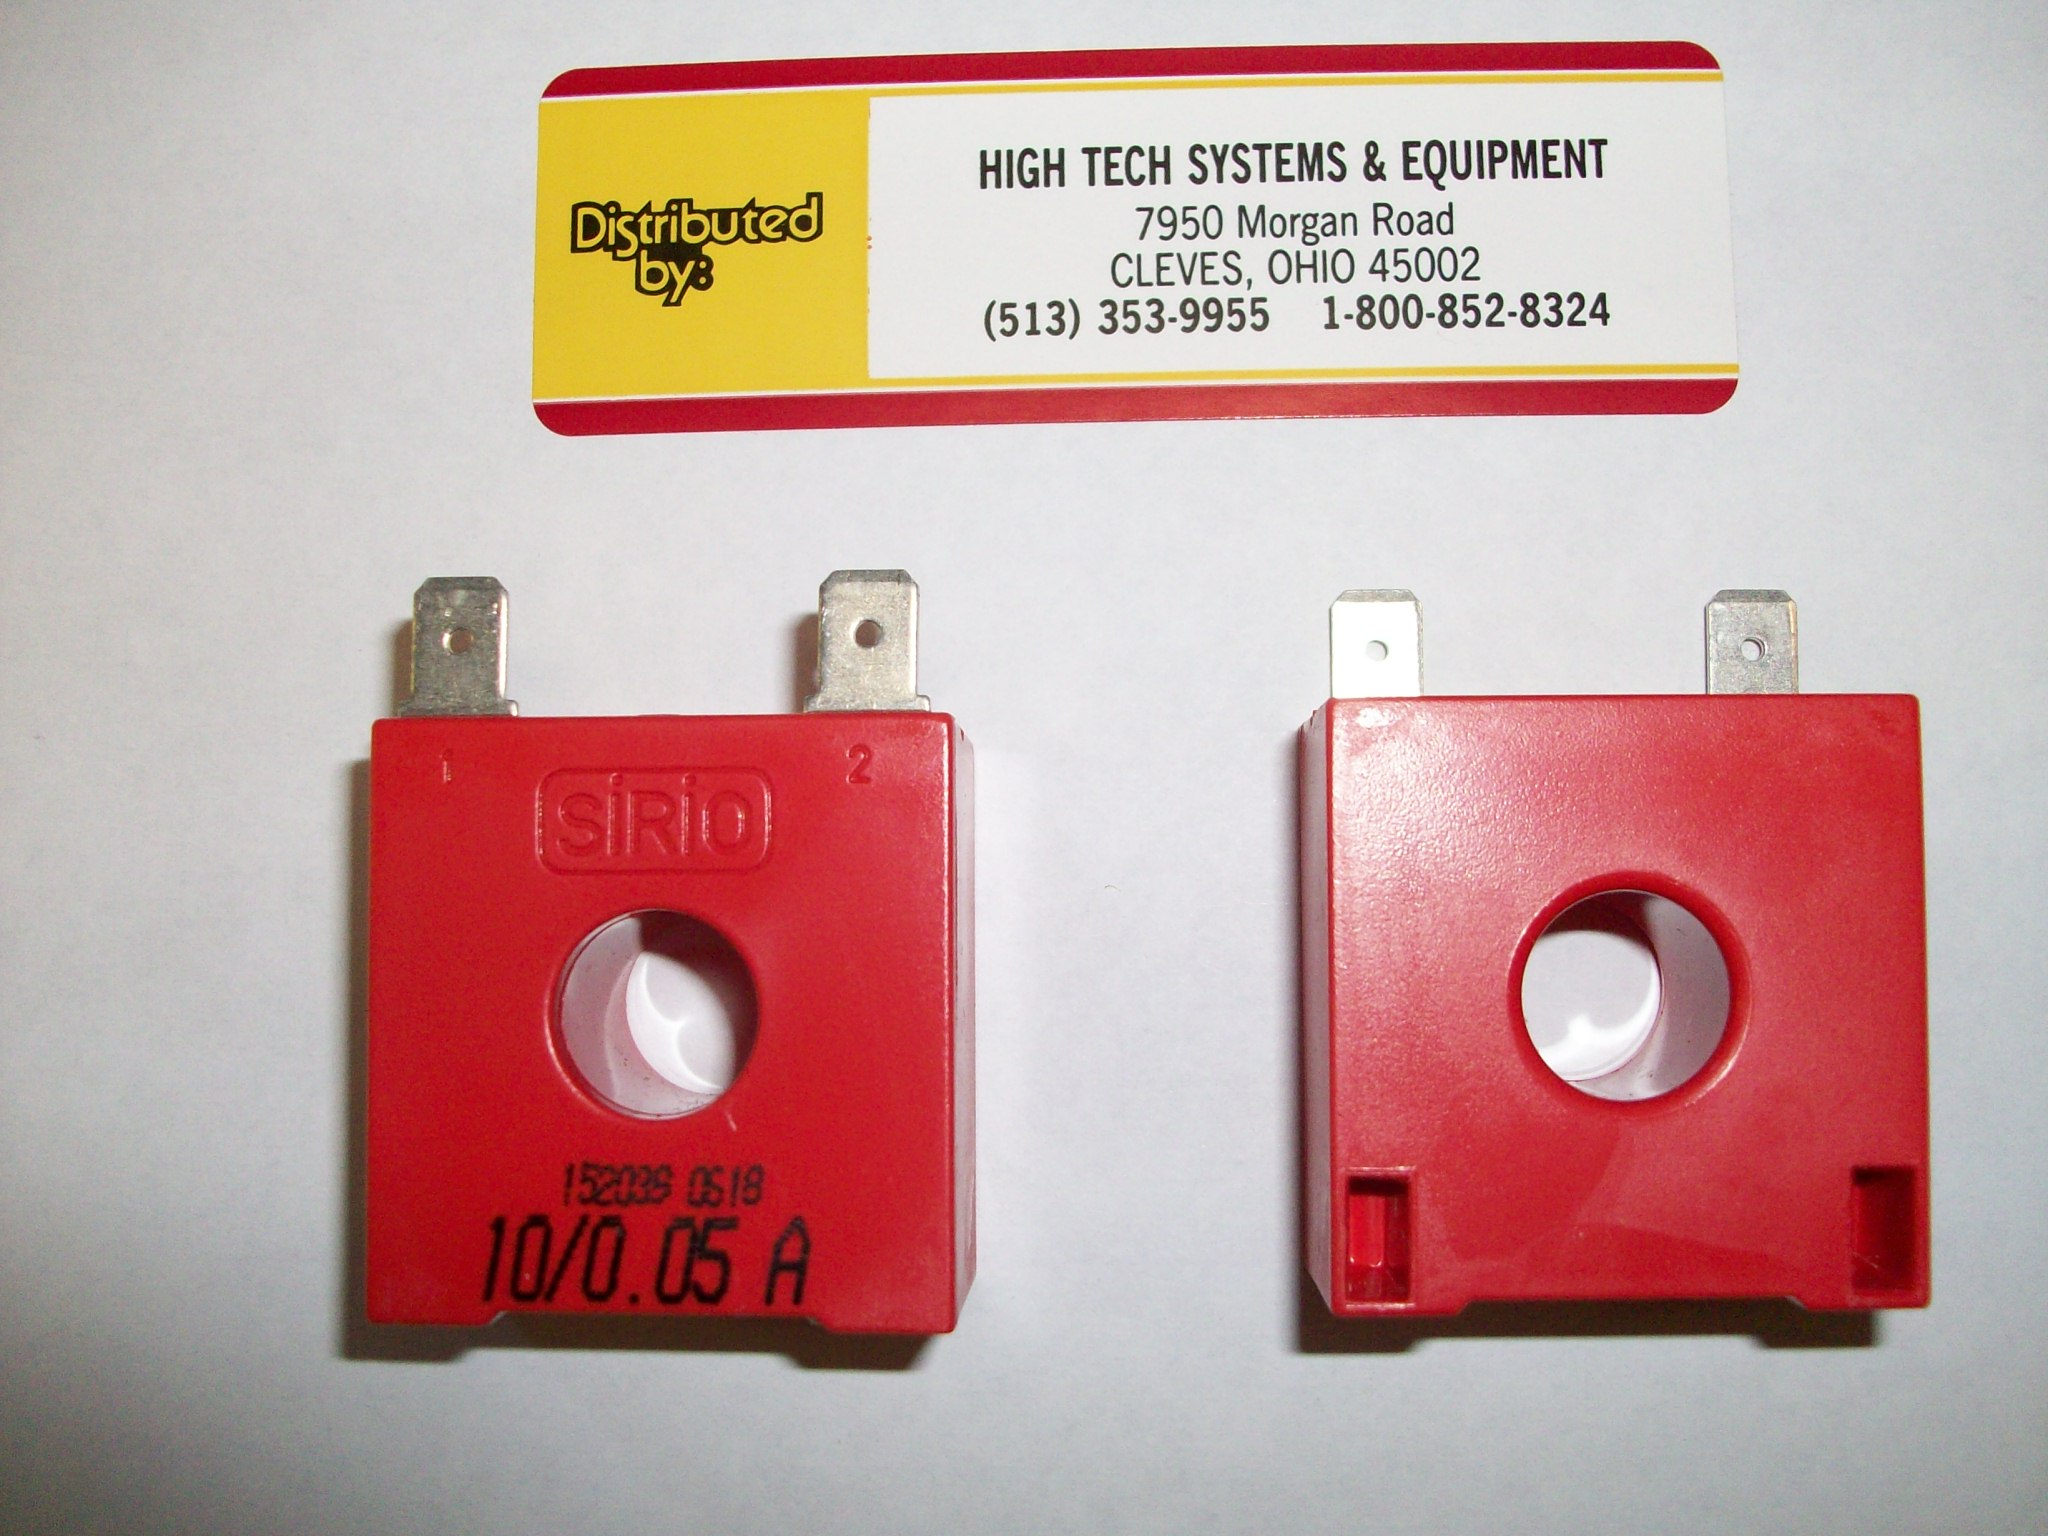 Distributed
by:
HIGH TECH SYSTEMS & EQUIPMENT
7950 Morgan Road
CLEVES, OHIO 45002
(513) 353-9955 1-800-852-8324
1 2
SIRIO
152038 0618
10/0.05 A